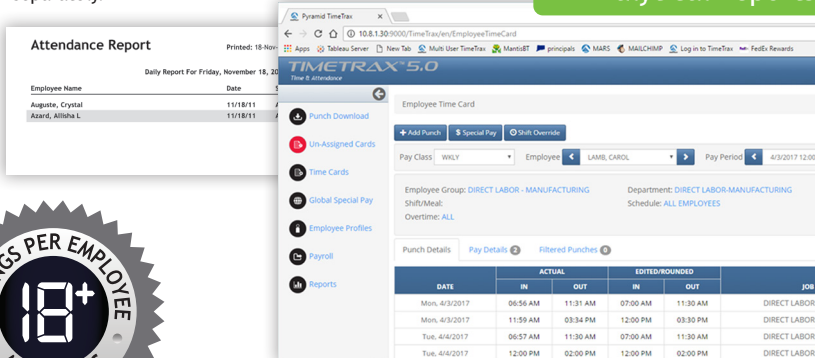 Attendance Report
Printed: 18-Nov-
Daily Report For Friday, November 18, 20
Employee Name Date
Auguste, Crystal 11/18/11
Azard, Allisha L 11/18/11
PER EMPLOYEE
18+
Pyramid TimeTrax
10.8.1.30:9000/TimeTrax/en/EmployeeTimeCard
Apps Tableau Server New Tab Multi User TimeTrax MantisBT principals MARS MAILCHIMP Log in to TimeTrax FedEx Rewards
TIMETRAX 5.0
Time & Attendance
Punch Download
Un-Assigned Cards
Time Cards
Global Special Pay
Employee Profiles
Payroll
Reports
Employee Time Card
+ Add Punch $ Special Pay Shift Override
Pay Class WKLY Employee LAMB, CAROL Pay Period 4/3/2017 12:00
Employee Group: DIRECT LABOR - MANUFACTURING Department: DIRECT LABOR-MANUFACTURING
Shift/Meal: Schedule: ALL EMPLOYEES
Overtime: ALL
Punch Details Pay Details 2 Filtered Punches 0
ACTUAL EDITED/ROUNDED
DATE IN OUT IN OUT JOB
Mon, 4/3/2017 06:56 AM 11:31 AM 07:00 AM 11:30 AM DIRECT LABOR
Mon, 4/3/2017 11:59 AM 03:34 PM 12:00 PM 03:30 PM DIRECT LABOR
Tue, 4/4/2017 06:57 AM 11:30 AM 07:00 AM 11:30 AM DIRECT LABOR
Tue, 4/4/2017 12:00 PM 02:00 PM 12:00 PM 02:00 PM DIRECT LABOR